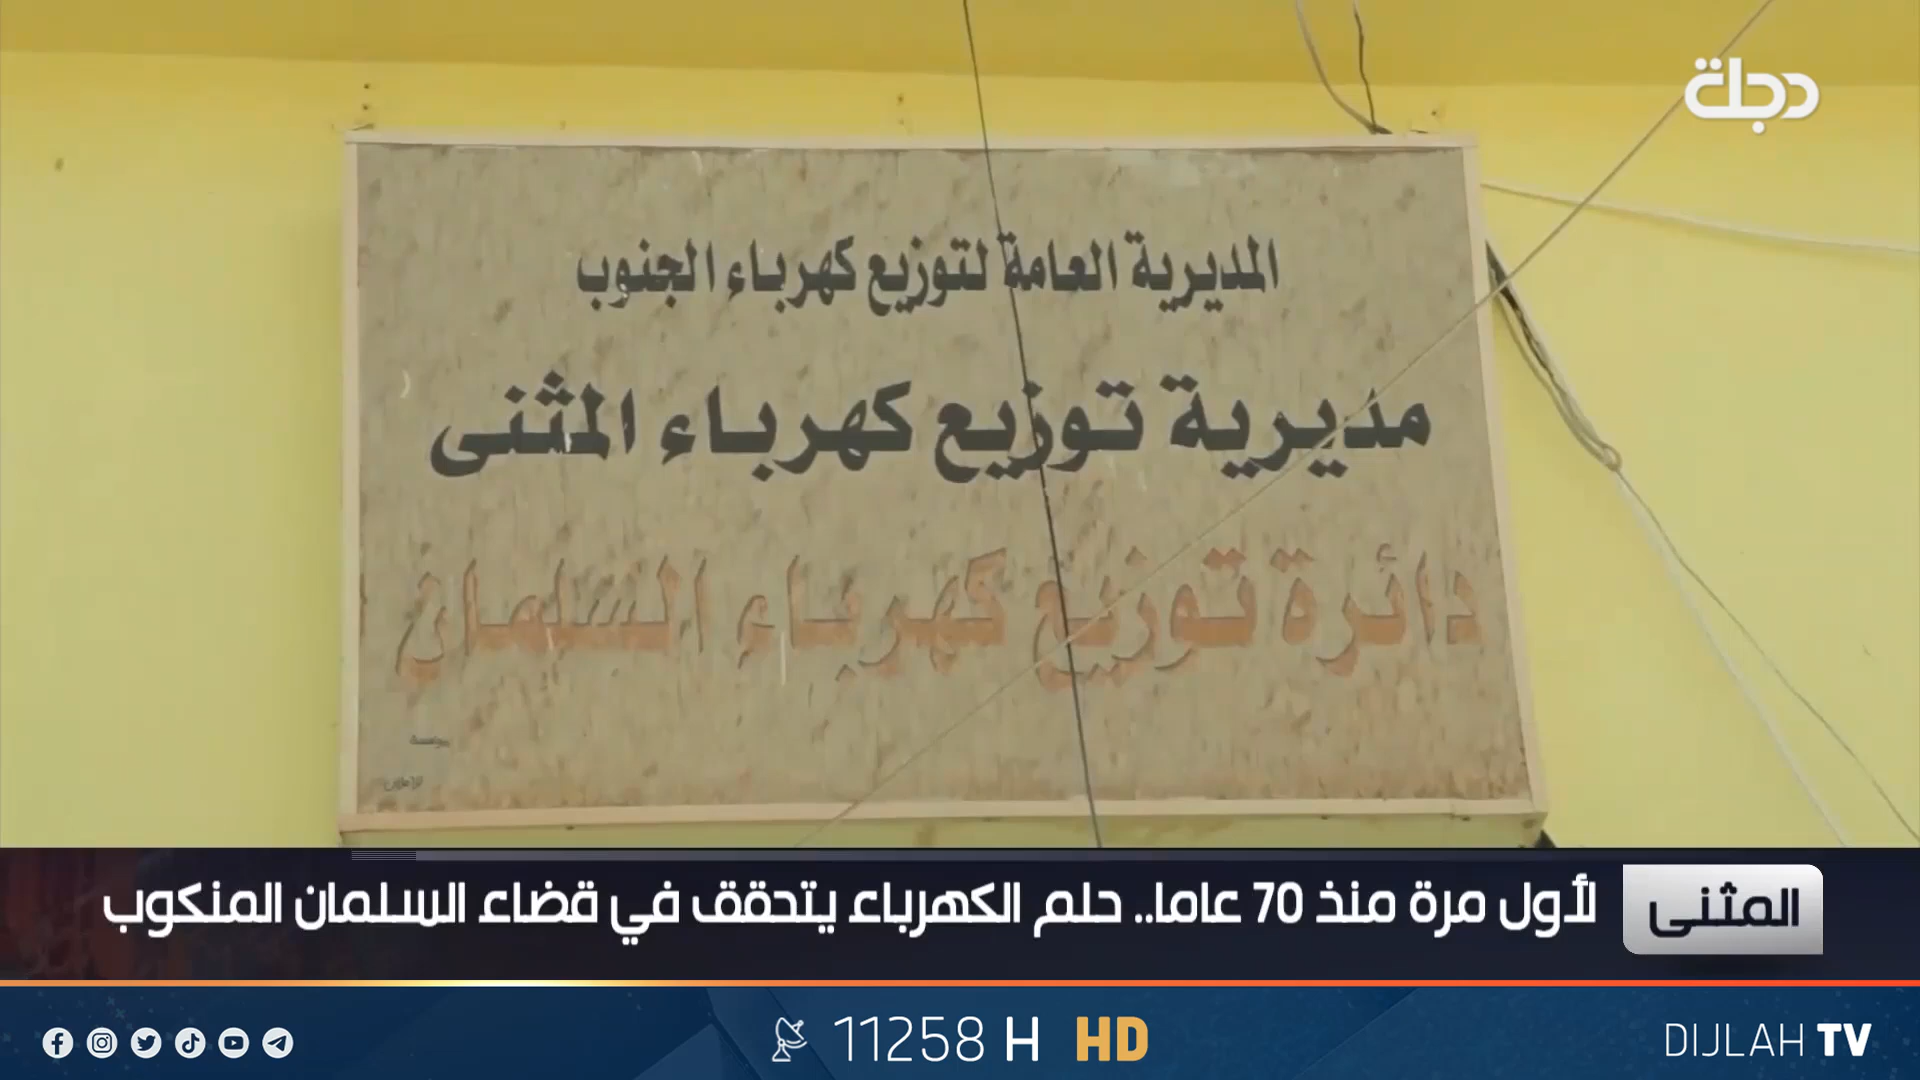 دجلة
المديرية العامة لتوزيع كهرباء الجنوب
مديرية توزيع كهرباء المثنى
دائرة توزيع كهرباء السلمان
المثنى
لأول مرة منذ 70 عاما.. حلم الكهرباء يتحقق في قضاء السلمان المنكوب
11258 H HD
DIJLAH TV